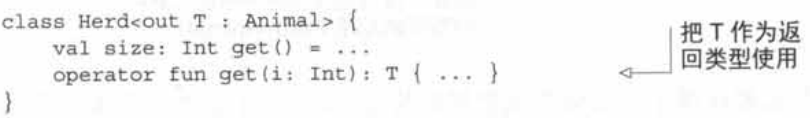 class Herd<out T : Animal> {
    val size: Int get() = ...
    operator fun get(i: Int): T { ... }
把 T 作为返
回类型使用
}